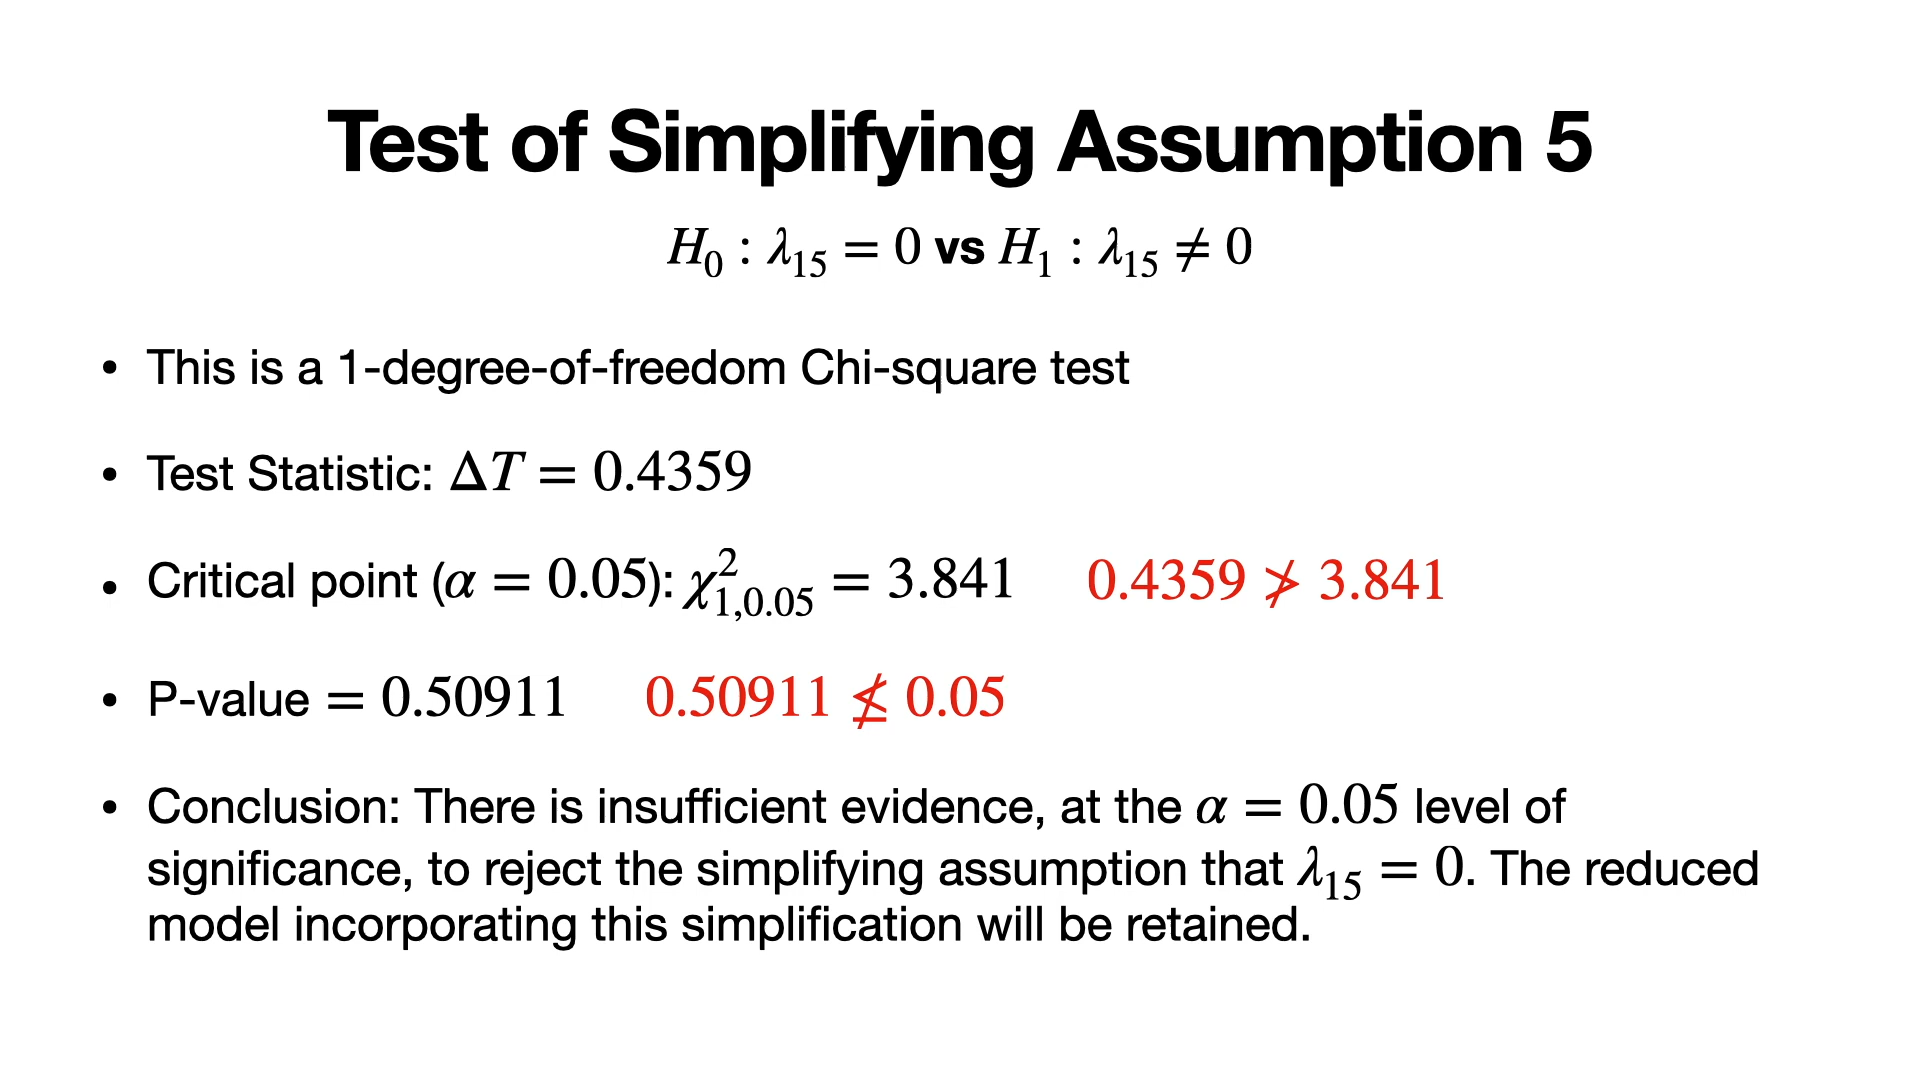 Test of Simplifying Assumption 5
H₀ : λ₁₅ = 0 vs H₁ : λ₁₅ ≠ 0
• This is a 1-degree-of-freedom Chi-square test
• Test Statistic: ΔT = 0.4359
• Critical point (α = 0.05): χ²₁,₀.₀₅ = 3.841 0.4359 ≯ 3.841
• P-value = 0.50911 0.50911 ≰ 0.05
• Conclusion: There is insufficient evidence, at the α = 0.05 level of
significance, to reject the simplifying assumption that λ₁₅ = 0. The reduced
model incorporating this simplification will be retained.